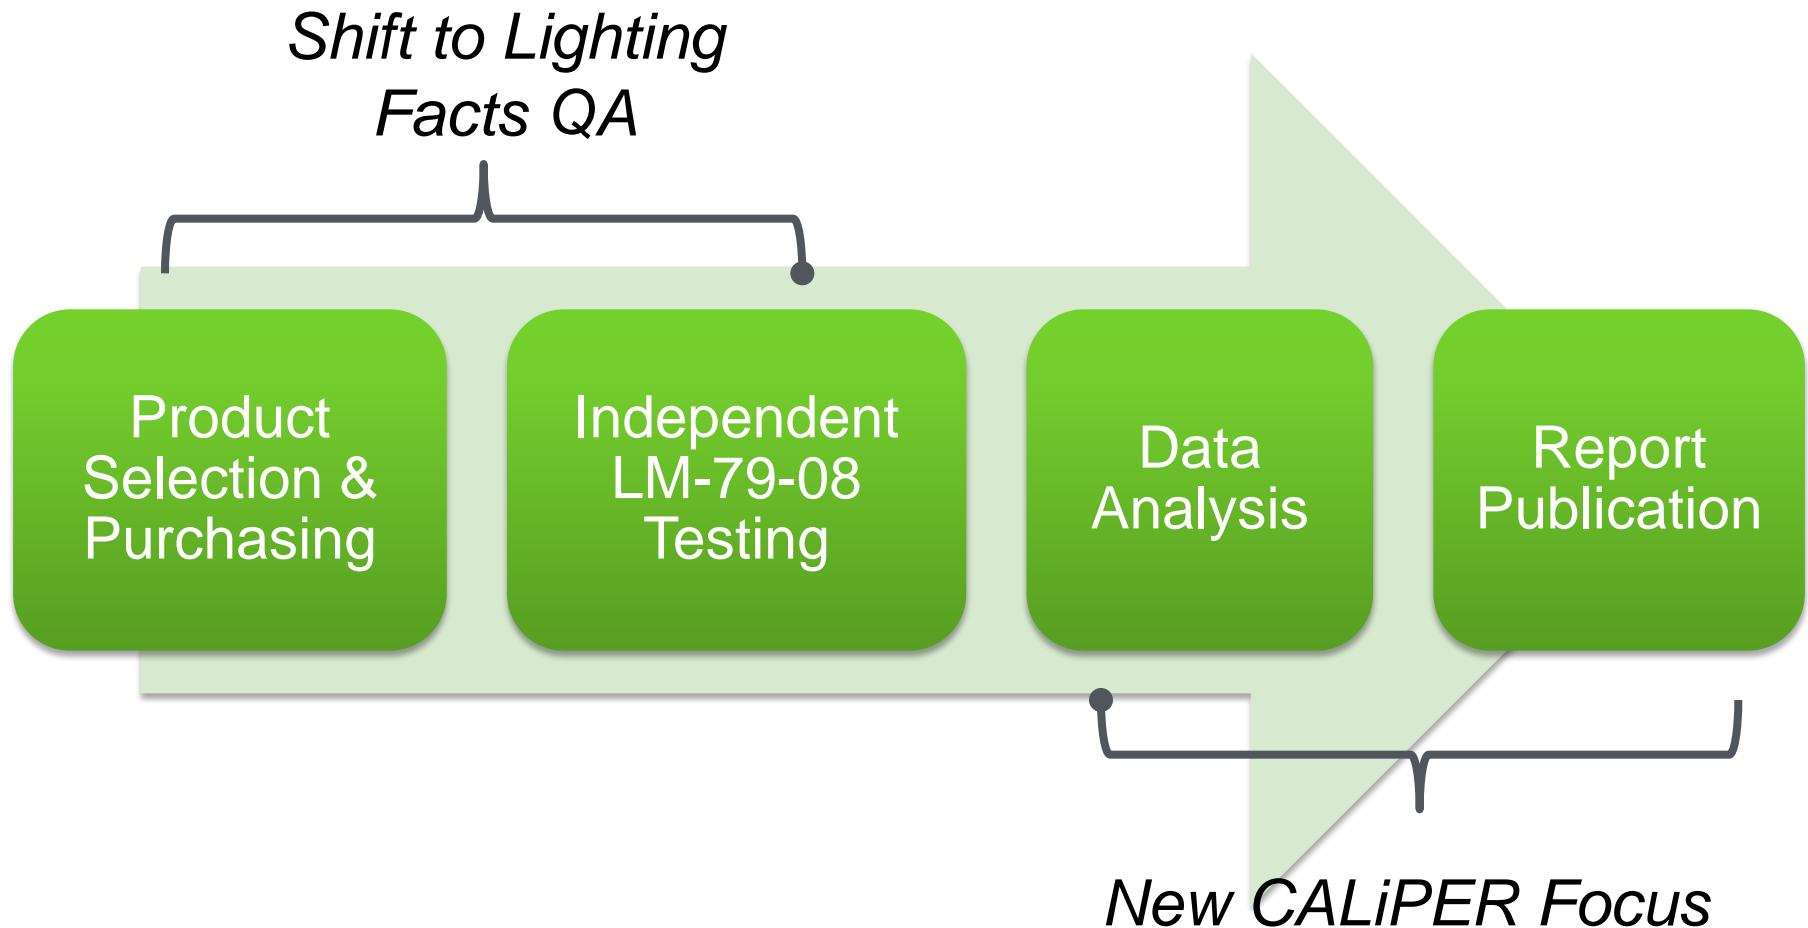 Shift to Lighting
Facts QA
Product
Selection &
Purchasing
Independent
LM-79-08
Testing
Data
Analysis
Report
Publication
New CALiPER Focus